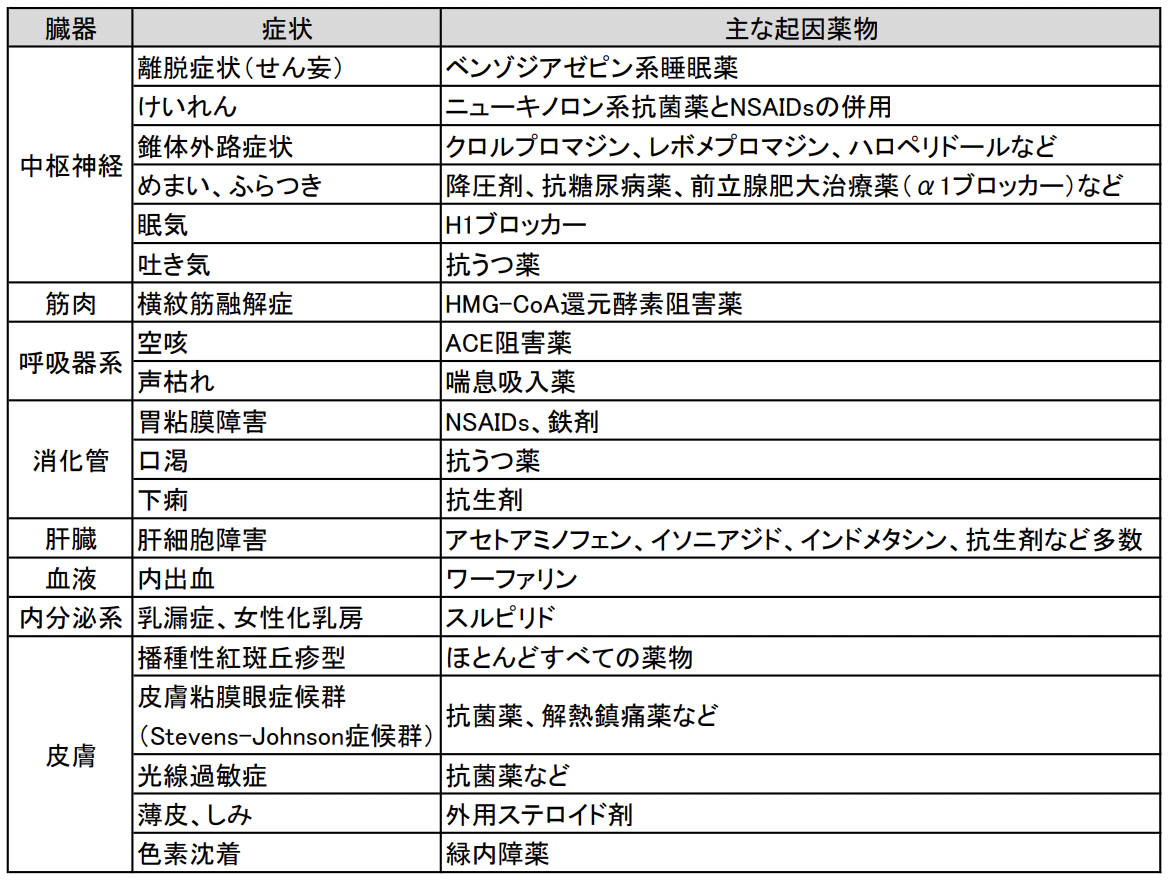 臓器 症状 主な起因薬物
中枢神経 離脱症状（せん妄） ベンゾジアゼピン系睡眠薬
けいれん ニューキノロン系抗菌薬とNSAIDsの併用
錐体外路症状 クロルプロマジン、レボメプロマジン、ハロペリドールなど
めまい、ふらつき 降圧剤、抗糖尿病薬、前立腺肥大治療薬（α1ブロッカー）など
眠気 H1ブロッカー
吐き気 抗うつ薬
筋肉 横紋筋融解症 HMG-CoA還元酵素阻害薬
呼吸器系 空咳 ACE阻害薬
声枯れ 喘息吸入薬
消化管 胃粘膜障害 NSAIDs、鉄剤
口渇 抗うつ薬
下痢 抗生剤
肝臓 肝細胞障害 アセトアミノフェン、イソニアジド、インドメタシン、抗生剤など多数
血液 内出血 ワーファリン
内分泌系 乳漏症、女性化乳房 スルピリド
皮膚 播種性紅斑丘疹型 ほとんどすべての薬物
皮膚粘膜眼症候群
（Stevens-Johnson症候群） 抗菌薬、解熱鎮痛薬など
光線過敏症 抗菌薬など
薄皮、しみ 外用ステロイド剤
色素沈着 緑内障薬